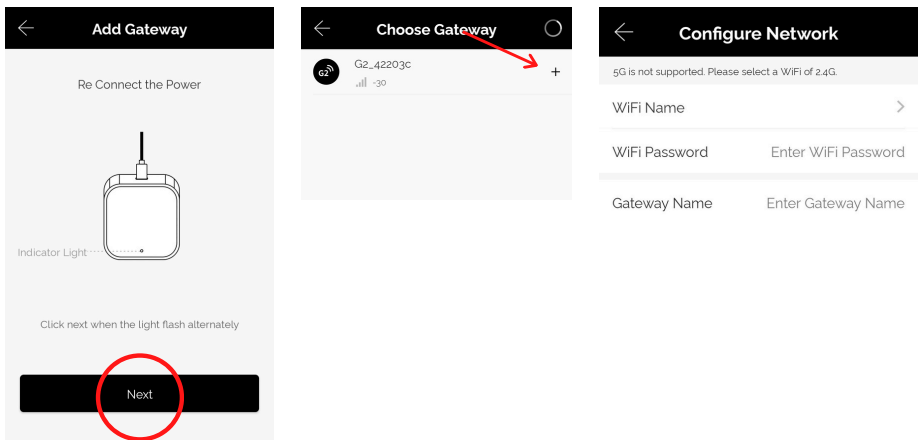 Add Gateway
Re Connect the Power
Indicator Light
Click next when the light flash alternately
Next
Choose Gateway
G2
G2_42203c
-30
+
Configure Network
5G is not supported. Please select a WiFi of 2.4G.
WiFi Name
WiFi Password Enter WiFi Password
Gateway Name Enter Gateway Name